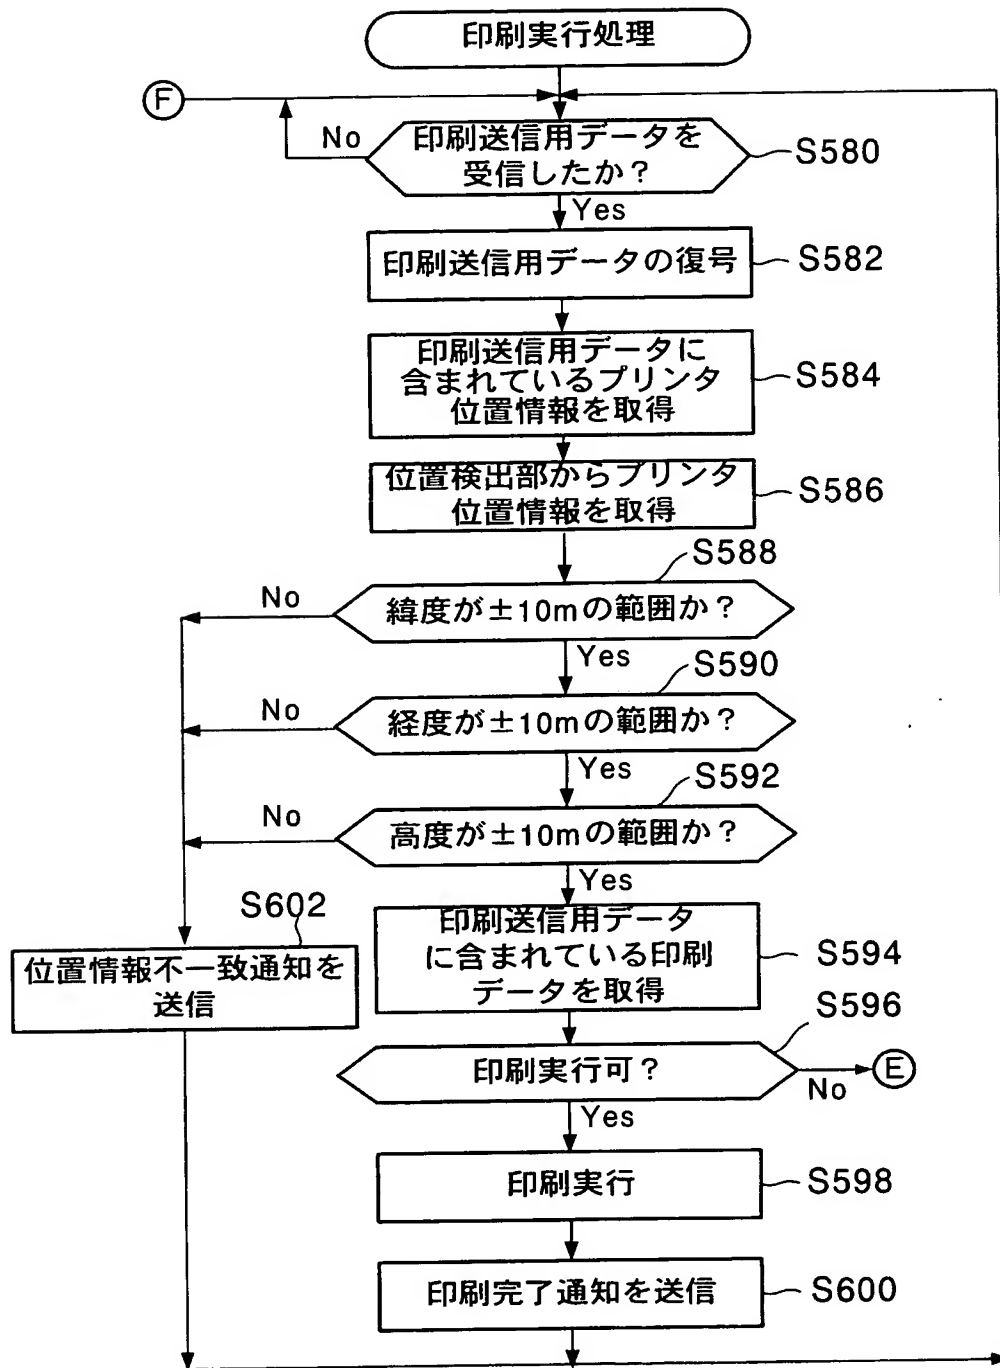 印刷実行処理
F
No
印刷送信用データを
受信したか？
S580
Yes
印刷送信用データの復号
S582
印刷送信用データに
含まれているプリンタ
位置情報を取得
S584
位置検出部からプリンタ
位置情報を取得
S586
S588
No
緯度が±10mの範囲か？
Yes
S590
No
経度が±10mの範囲か？
Yes
S592
No
高度が±10mの範囲か？
Yes
S602
位置情報不一致通知を
送信
印刷送信用データ
に含まれている印刷
データを取得
S594
S596
印刷実行可？
No
E
Yes
印刷実行
S598
印刷完了通知を送信
S600